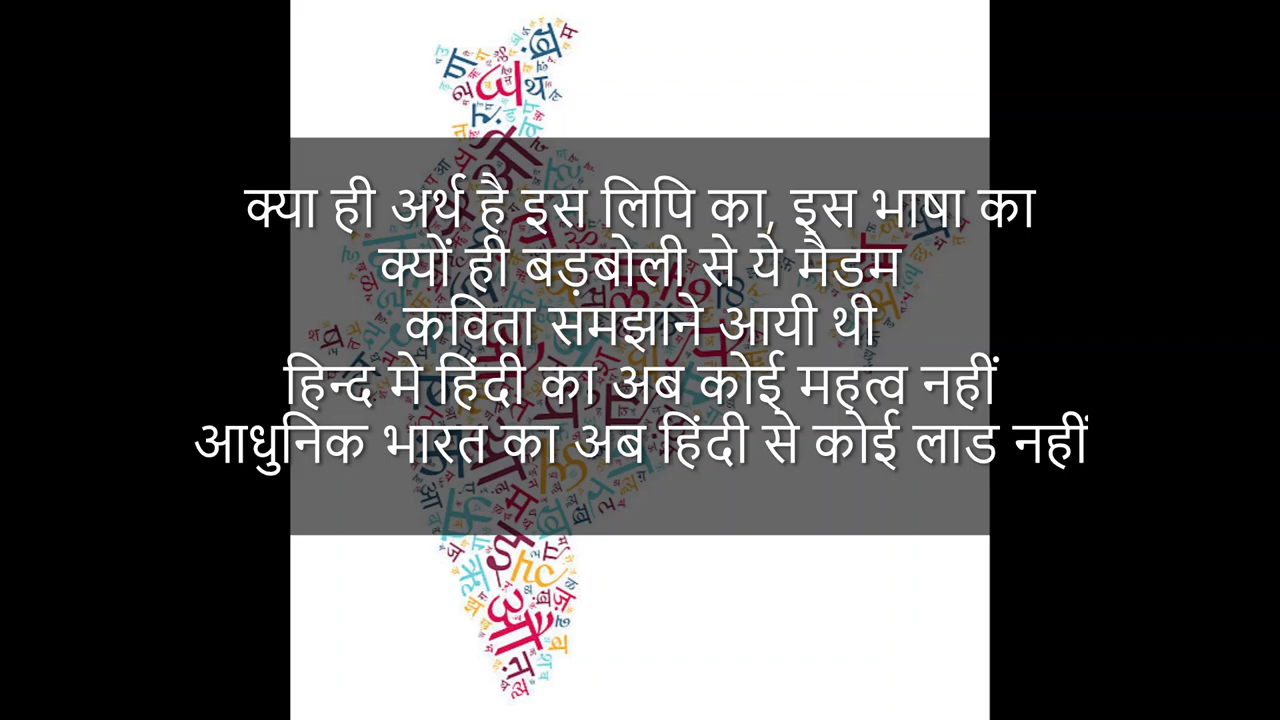 क्या ही अर्थ है इस लिपि का, इस भाषा का
क्यों ही बड़बोली से ये मैडम
कविता समझाने आयी थी
हिन्द मे हिंदी का अब कोई महत्व नहीं
आधुनिक भारत का अब हिंदी से कोई लाड नहीं